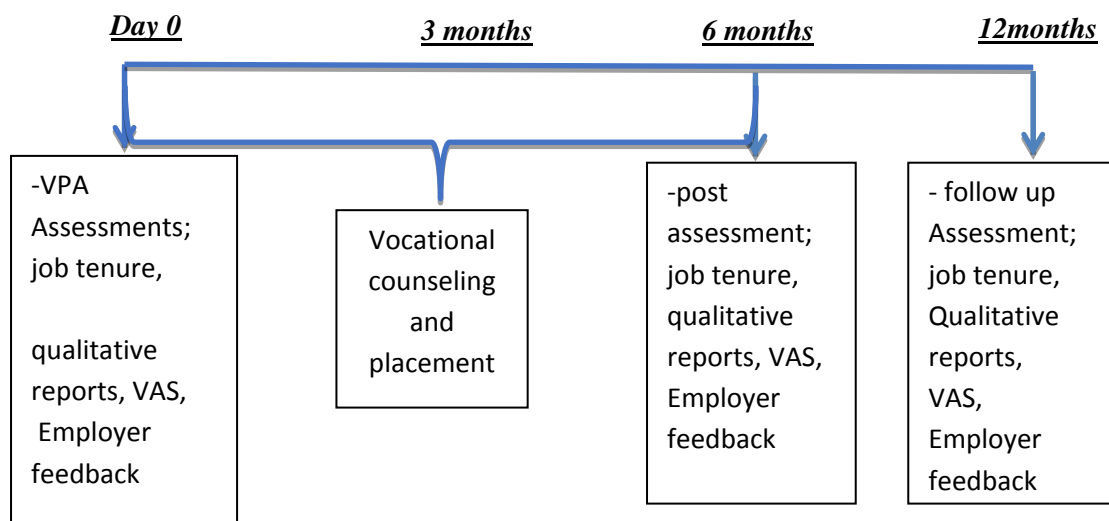 Day 0
3 months
6 months
12months
-VPA
Assessments;
job tenure,
qualitative
reports, VAS,
Employer
feedback
Vocational
counseling
and
placement
-post
assessment;
job tenure,
qualitative
reports, VAS,
Employer
feedback
- follow up
Assessment;
job tenure,
Qualitative
reports,
VAS,
Employer
feedback